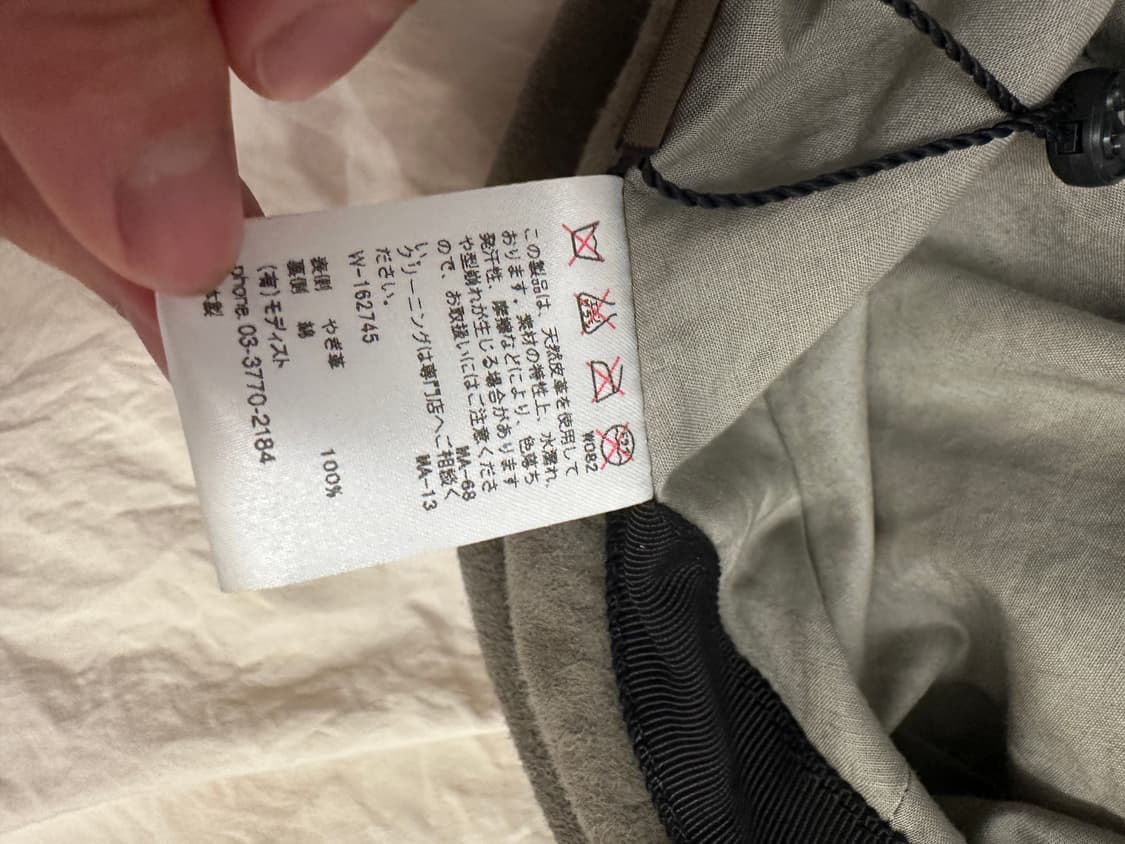 W082
この製品は、天然皮革を使用して
おります。素材の特性上、水濡れ、
発汗性、摩擦などにより、色落ち
や型崩れが生じる場合があります
ので、お取扱いにはご注意くださ
い。 WA-68
クリーニングは専門店へご相談く
ださい。 WA-13
W-162745
表側 やぎ革 100%
裏側 綿
(有)モディスト
phone. 03-3770-2184
製